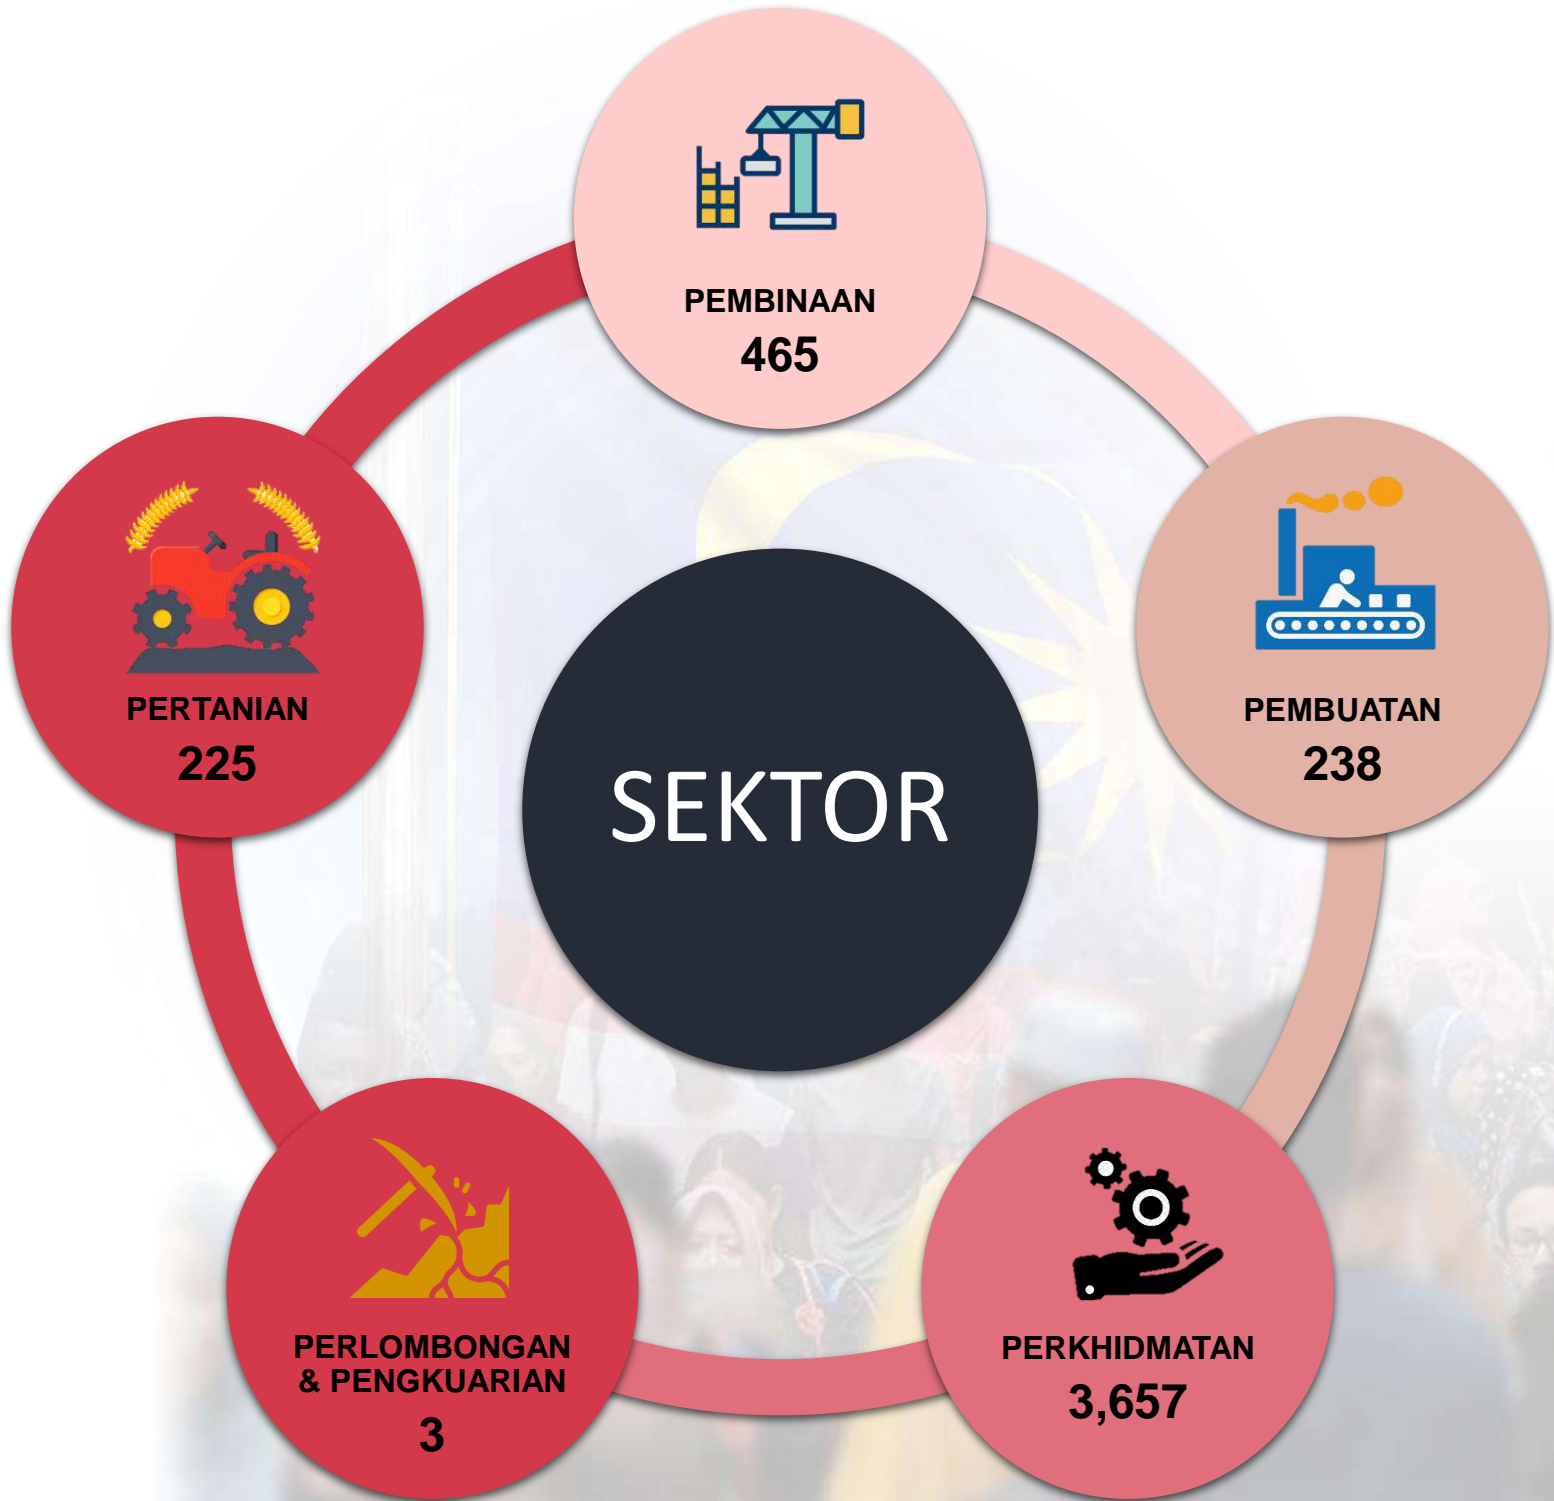 PEMBINAAN
465
PERTANIAN
225
PEMBUATAN
238
SEKTOR
PERLOMBONGAN
& PENGKUARIAN
3
PERKHIDMATAN
3,657